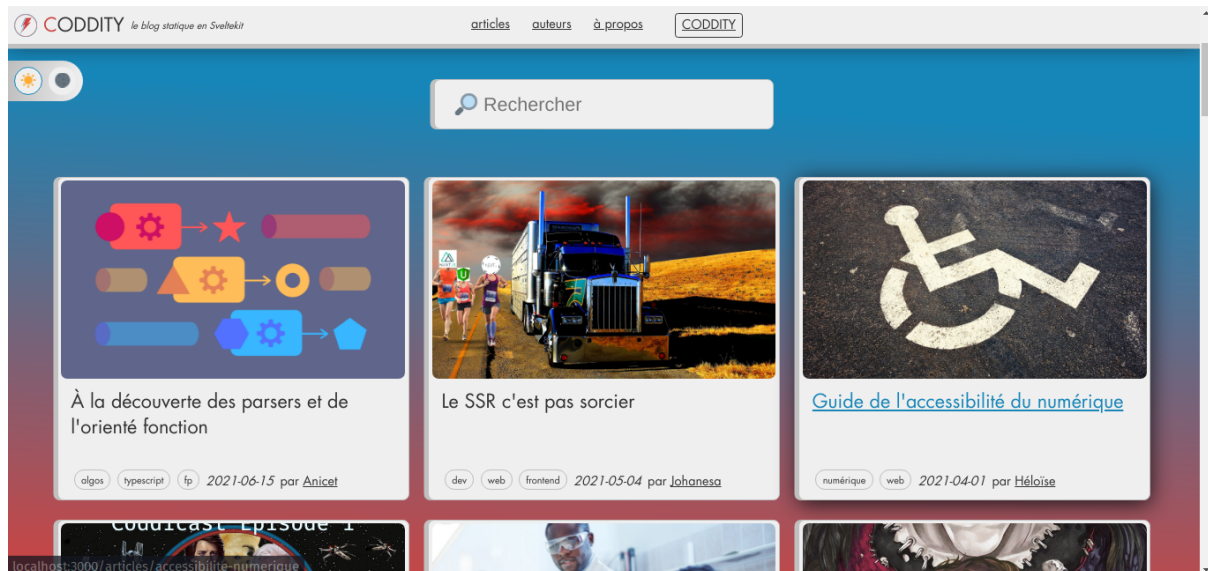 CODDITY le blog statique en Sveltekit
articles auteurs à propos CODDITY
Rechercher
À la découverte des parsers et de
l'orienté fonction
algos typescript fp 2021-06-15 par Anicet
Le SSR c'est pas sorcier
dev web frontend 2021-05-04 par Johanesa
Guide de l'accessibilité du numérique
numérique web 2021-04-01 par Héloïse
Coddicast Episode 1
localhost:3000/articles/accessibilite-numerique